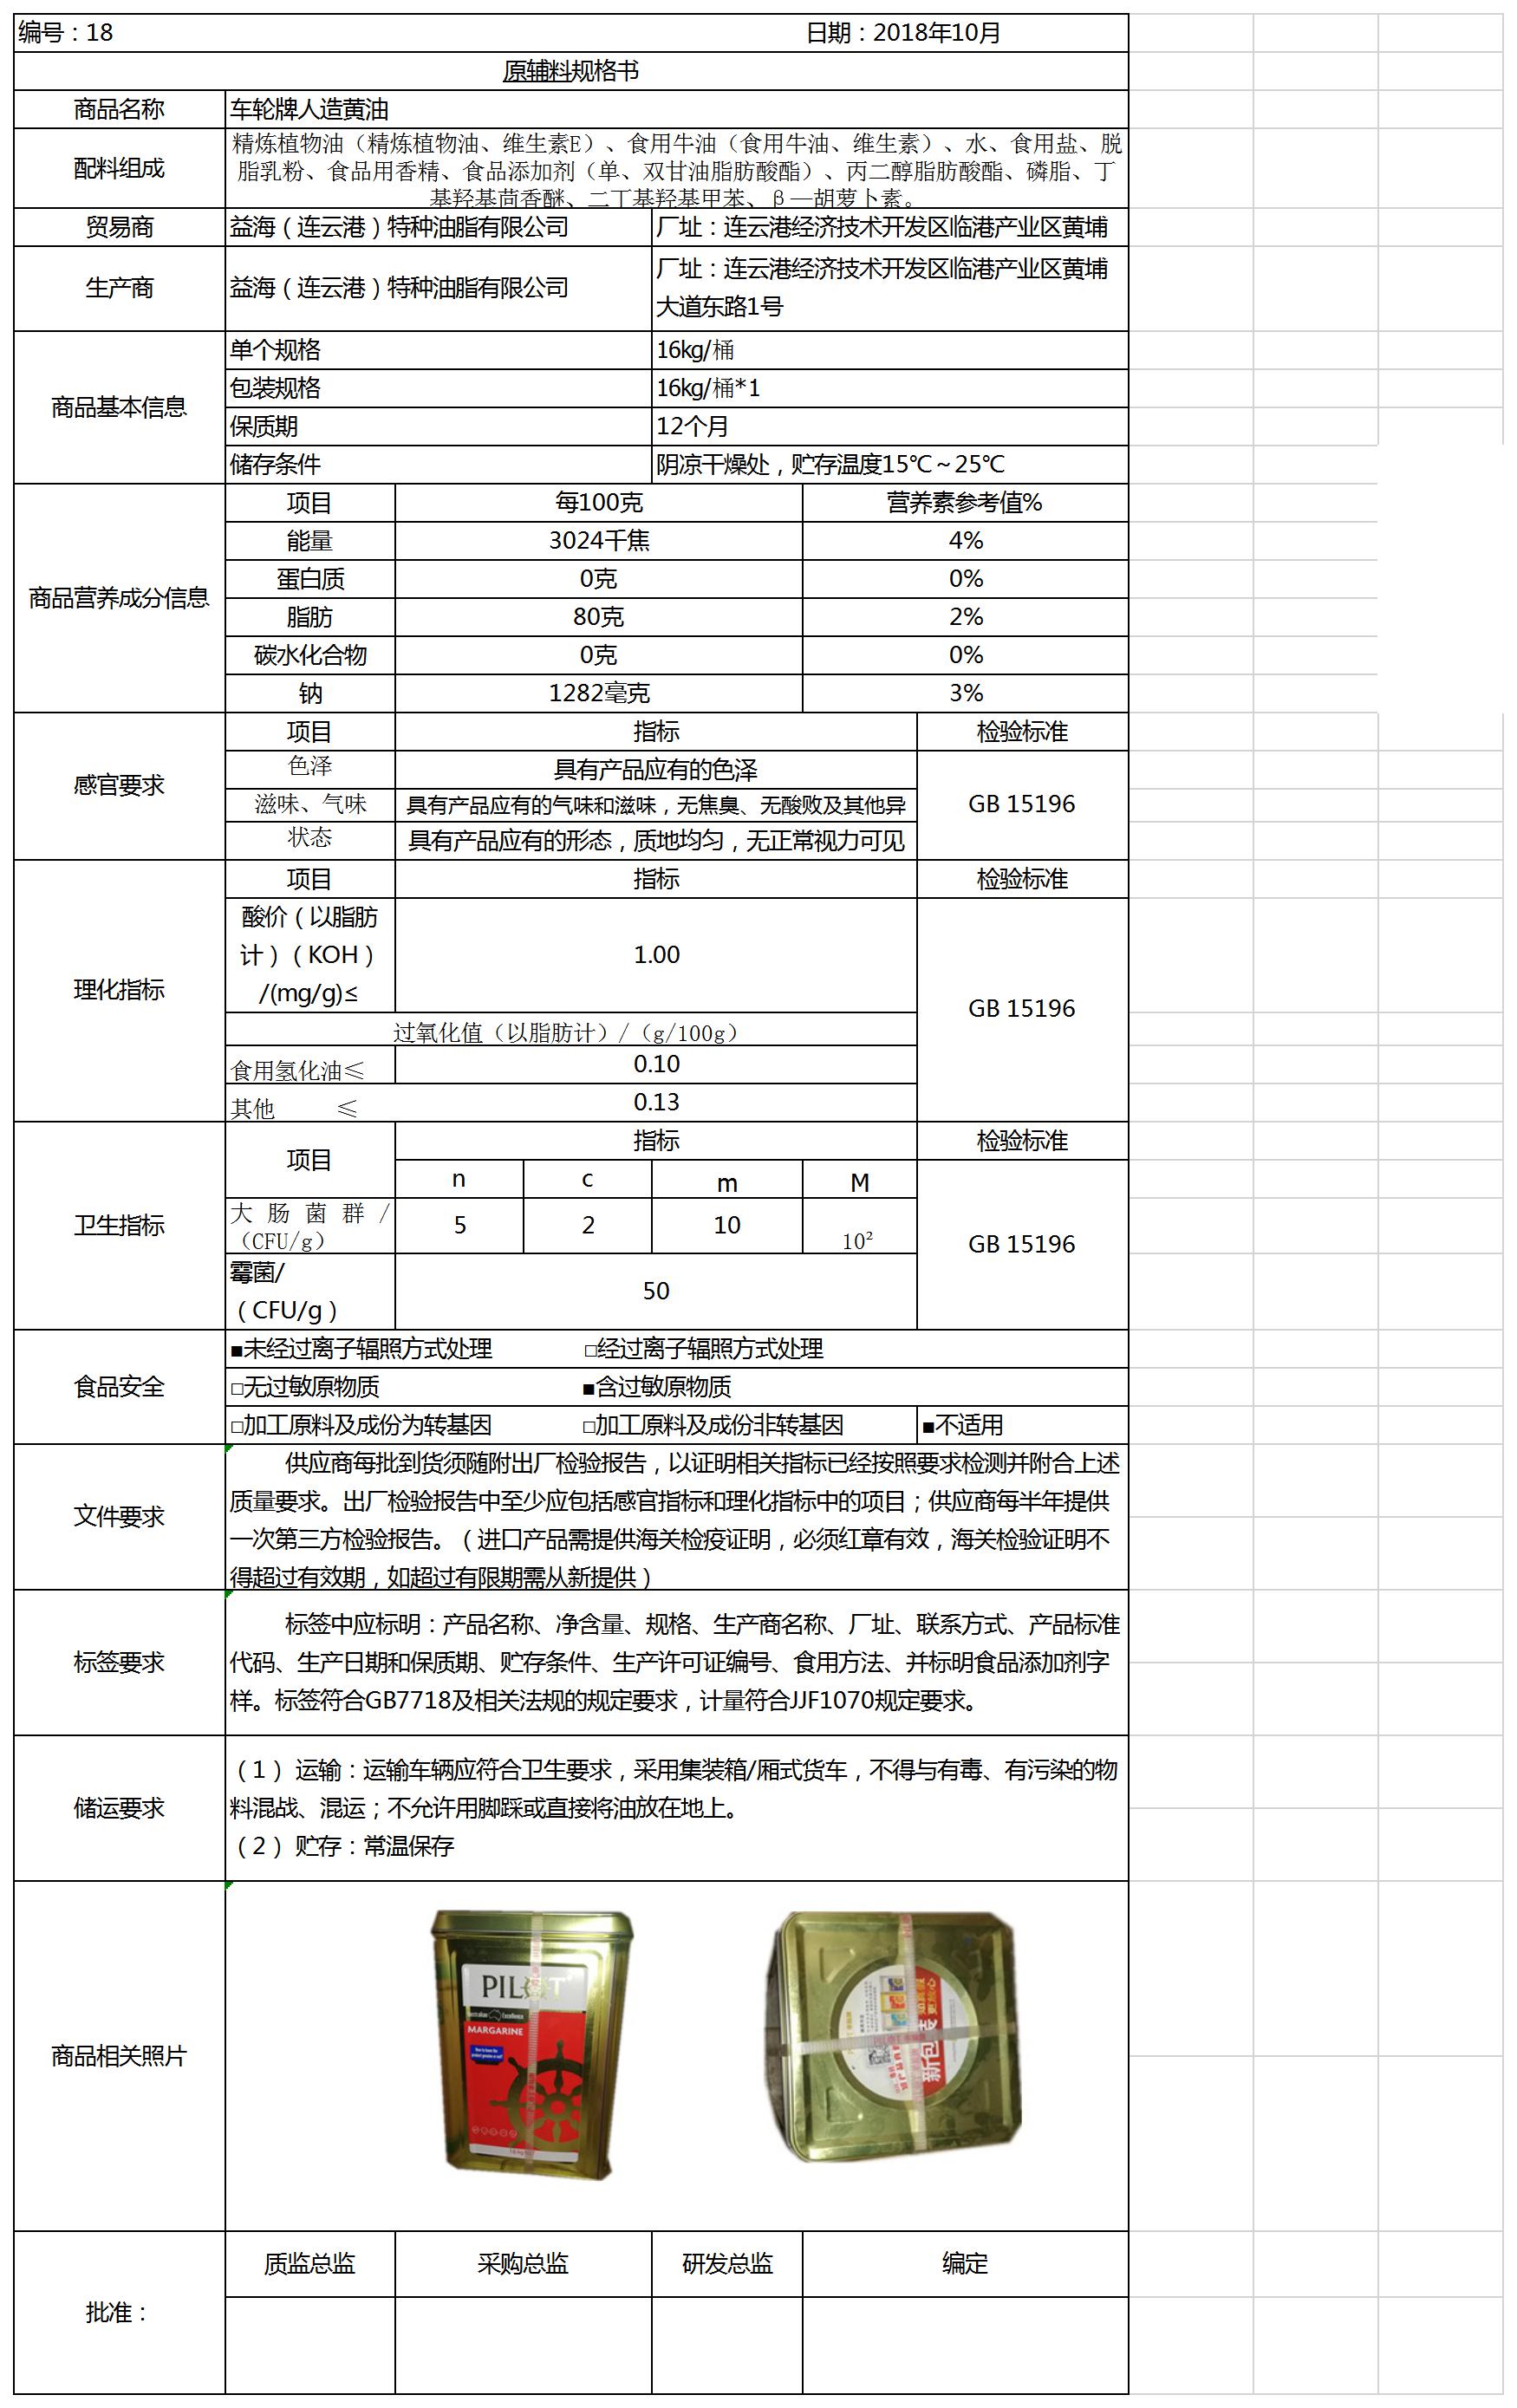 编号：18 日期：2018年10月
原辅料规格书
商品名称 车轮牌人造黄油
配料组成
精炼植物油（精炼植物油、维生素E）、食用牛油（食用牛油、维生素）、水、食用盐、脱
脂乳粉、食品用香精、食品添加剂（单、双甘油脂肪酸酯）、丙二醇脂肪酸酯、磷脂、丁
基羟基茴香醚、二丁基羟基甲苯、β—胡萝卜素。
贸易商 益海（连云港）特种油脂有限公司 厂址：连云港经济技术开发区临港产业区黄埔
生产商 益海（连云港）特种油脂有限公司 厂址：连云港经济技术开发区临港产业区黄埔
大道东路1号
商品基本信息
单个规格 16kg/桶
包装规格 16kg/桶*1
保质期 12个月
储存条件 阴凉干燥处，贮存温度15℃～25℃
商品营养成分信息
项目 每100克 营养素参考值%
能量 3024千焦 4%
蛋白质 0克 0%
脂肪 80克 2%
碳水化合物 0克 0%
钠 1282毫克 3%
感官要求
项目 指标 检验标准
色泽 具有产品应有的色泽
滋味、气味 具有产品应有的气味和滋味，无焦臭、无酸败及其他异
GB 15196
状态 具有产品应有的形态，质地均匀，无正常视力可见
理化指标
项目 指标 检验标准
酸价（以脂肪
计）（KOH）
/(mg/g)≤
1.00
GB 15196
过氧化值（以脂肪计）/（g/100g）
食用氢化油≤ 0.10
其他 ≤ 0.13
卫生指标
项目 指标 检验标准
n c m M
大肠菌群/
（CFU/g）
5 2 10 10²
GB 15196
霉菌/
（CFU/g）
50
食品安全
■未经过离子辐照方式处理 □经过离子辐照方式处理
□无过敏原物质 ■含过敏原物质
□加工原料及成份为转基因 □加工原料及成份非转基因 ■不适用
文件要求
供应商每批到货须随附出厂检验报告，以证明相关指标已经按照要求检测并附合上述
质量要求。出厂检验报告中至少应包括感官指标和理化指标中的项目；供应商每半年提供
一次第三方检验报告。（进口产品需提供海关检疫证明，必须红章有效，海关检验证明不
得超过有效期，如超过有限期需从新提供）
标签要求
标签中应标明：产品名称、净含量、规格、生产商名称、厂址、联系方式、产品标准
代码、生产日期和保质期、贮存条件、生产许可证编号、食用方法、并标明食品添加剂字
样。标签符合GB7718及相关法规的规定要求，计量符合JJF1070规定要求。
储运要求
（1） 运输：运输车辆应符合卫生要求，采用集装箱/厢式货车，不得与有毒、有污染的物
料混战、混运；不允许用脚踩或直接将油放在地上。
（2） 贮存：常温保存
商品相关照片
MARGARINE
新包装
批准：
质监总监 采购总监 研发总监 编定